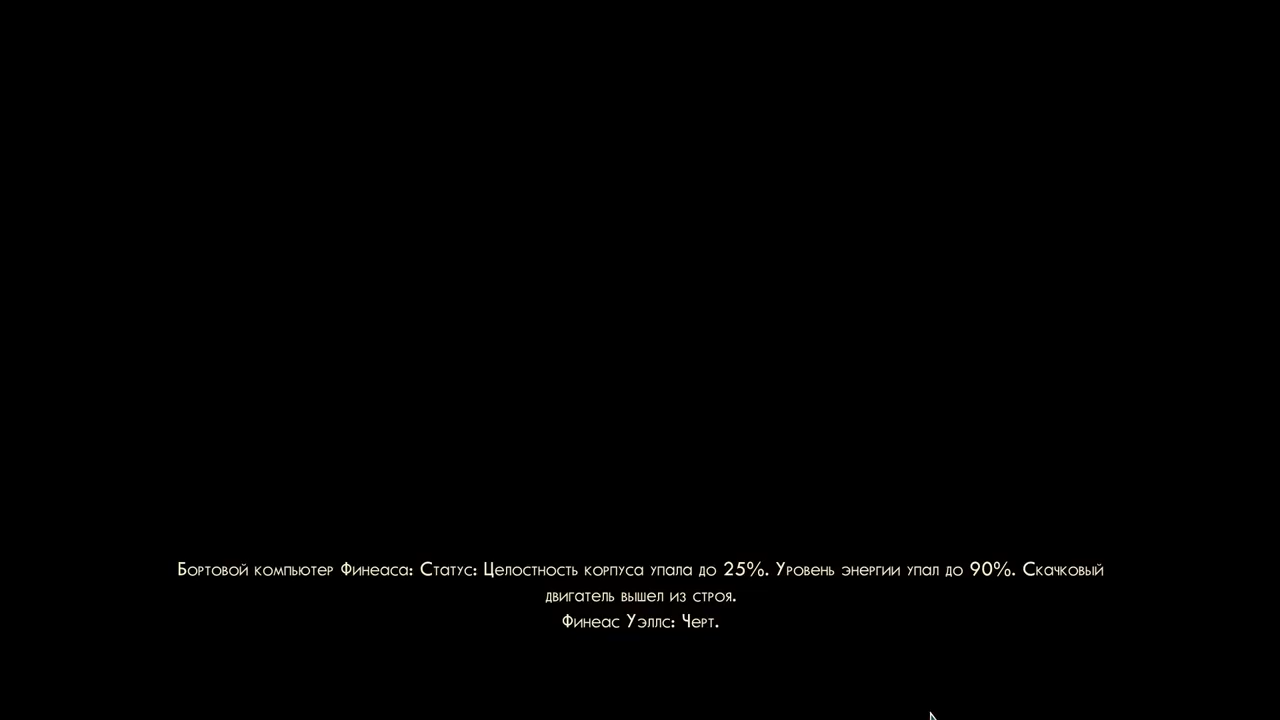 Бортовой компьютер Финеаса: Статус: Целостность корпуса упала до 25%. Уровень энергии упал до 90%. Скачковый
двигатель вышел из строя.
Финеас Уэллс: Черт.